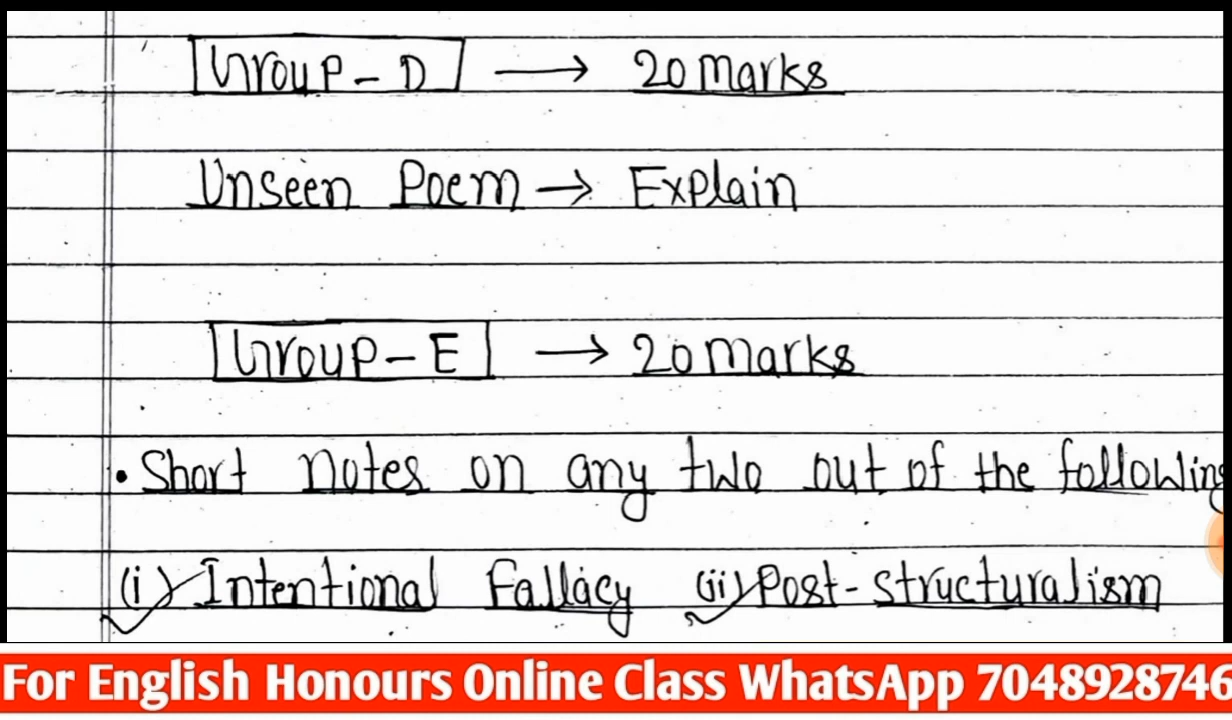 Group - D → 20 Marks
Unseen Poem → Explain
Group - E → 20 marks
• Short notes on any two out of the following
(i) Intentional Fallacy (ii) Post-structuralism
For English Honours Online Class WhatsApp 7048928746